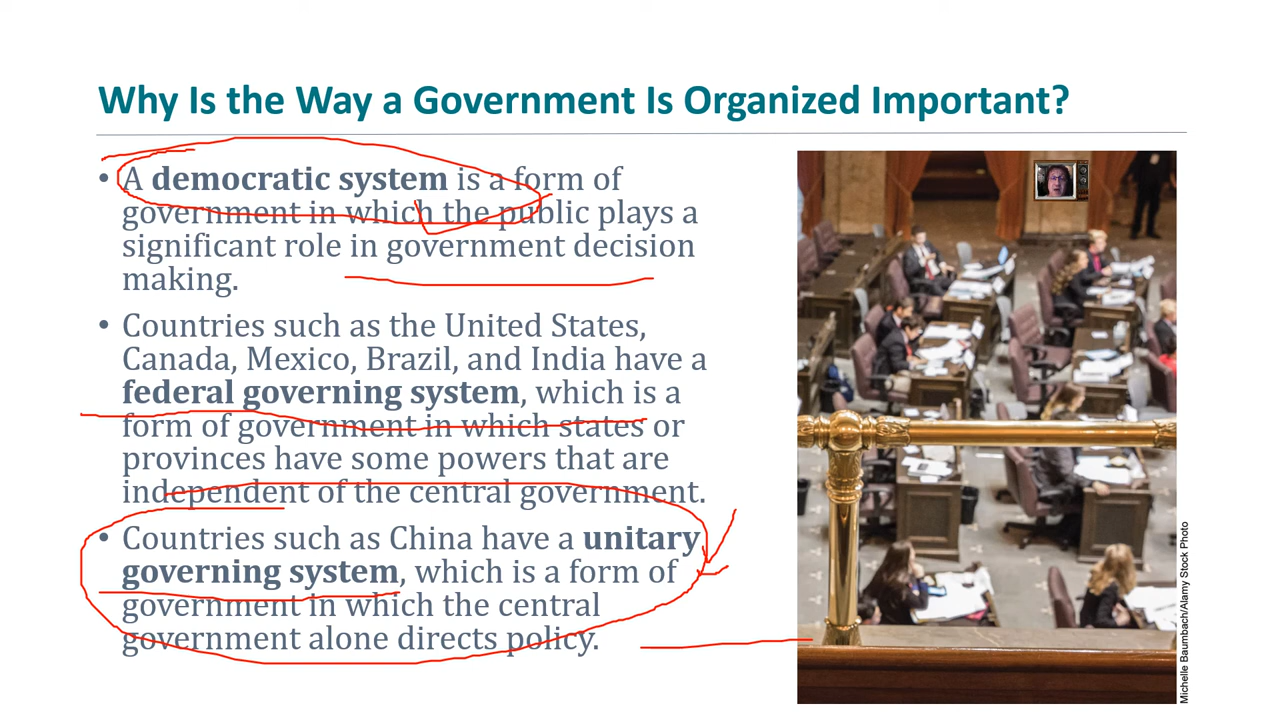 Why Is the Way a Government Is Organized Important?
• A democratic system is a form of
government in which the public plays a
significant role in government decision
making.
• Countries such as the United States,
Canada, Mexico, Brazil, and India have a
federal governing system, which is a
form of government in which states or
provinces have some powers that are
independent of the central government.
• Countries such as China have a unitary
governing system, which is a form of
government in which the central
government alone directs policy.
Michelle Baumbach/Alamy Stock Photo